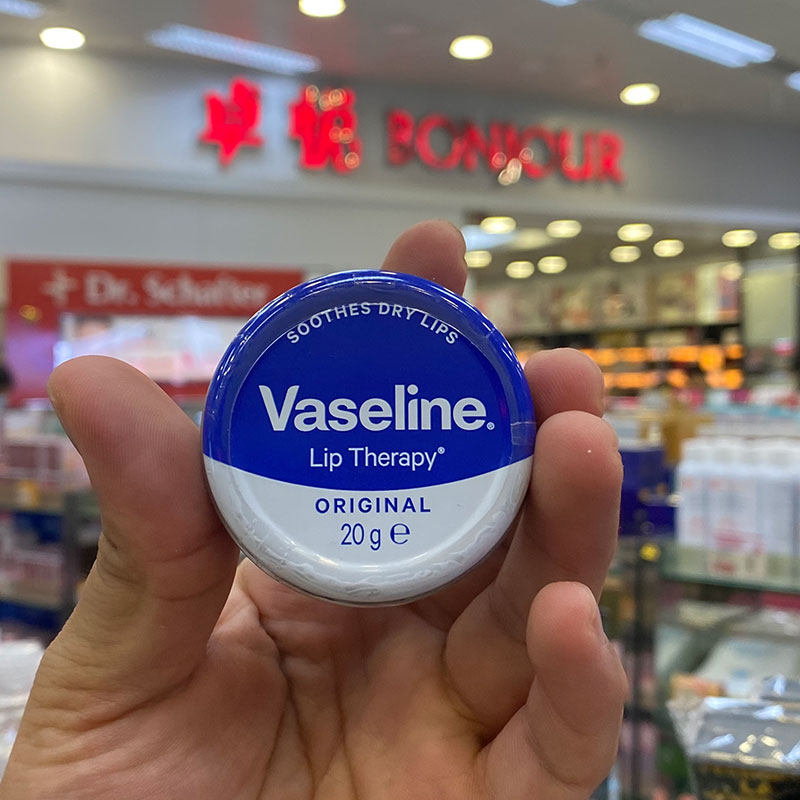 卓悅 BONJOUR
Dr. Schafter
SOOTHES DRY LIPS
Vaseline®
Lip Therapy®
ORIGINAL
20 g ℮